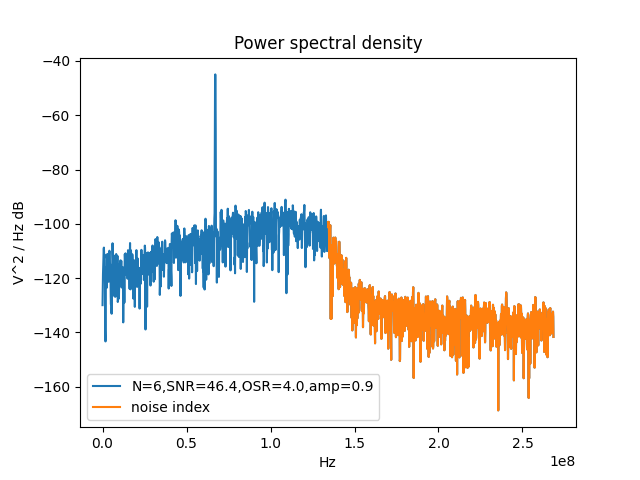 Power spectral density
V^2 / Hz dB
−40
−60
−80
−100
−120
−140
−160
N=6,SNR=46.4,OSR=4.0,amp=0.9
noise index
0.0 0.5 1.0 1.5 2.0 2.5
1e8
Hz